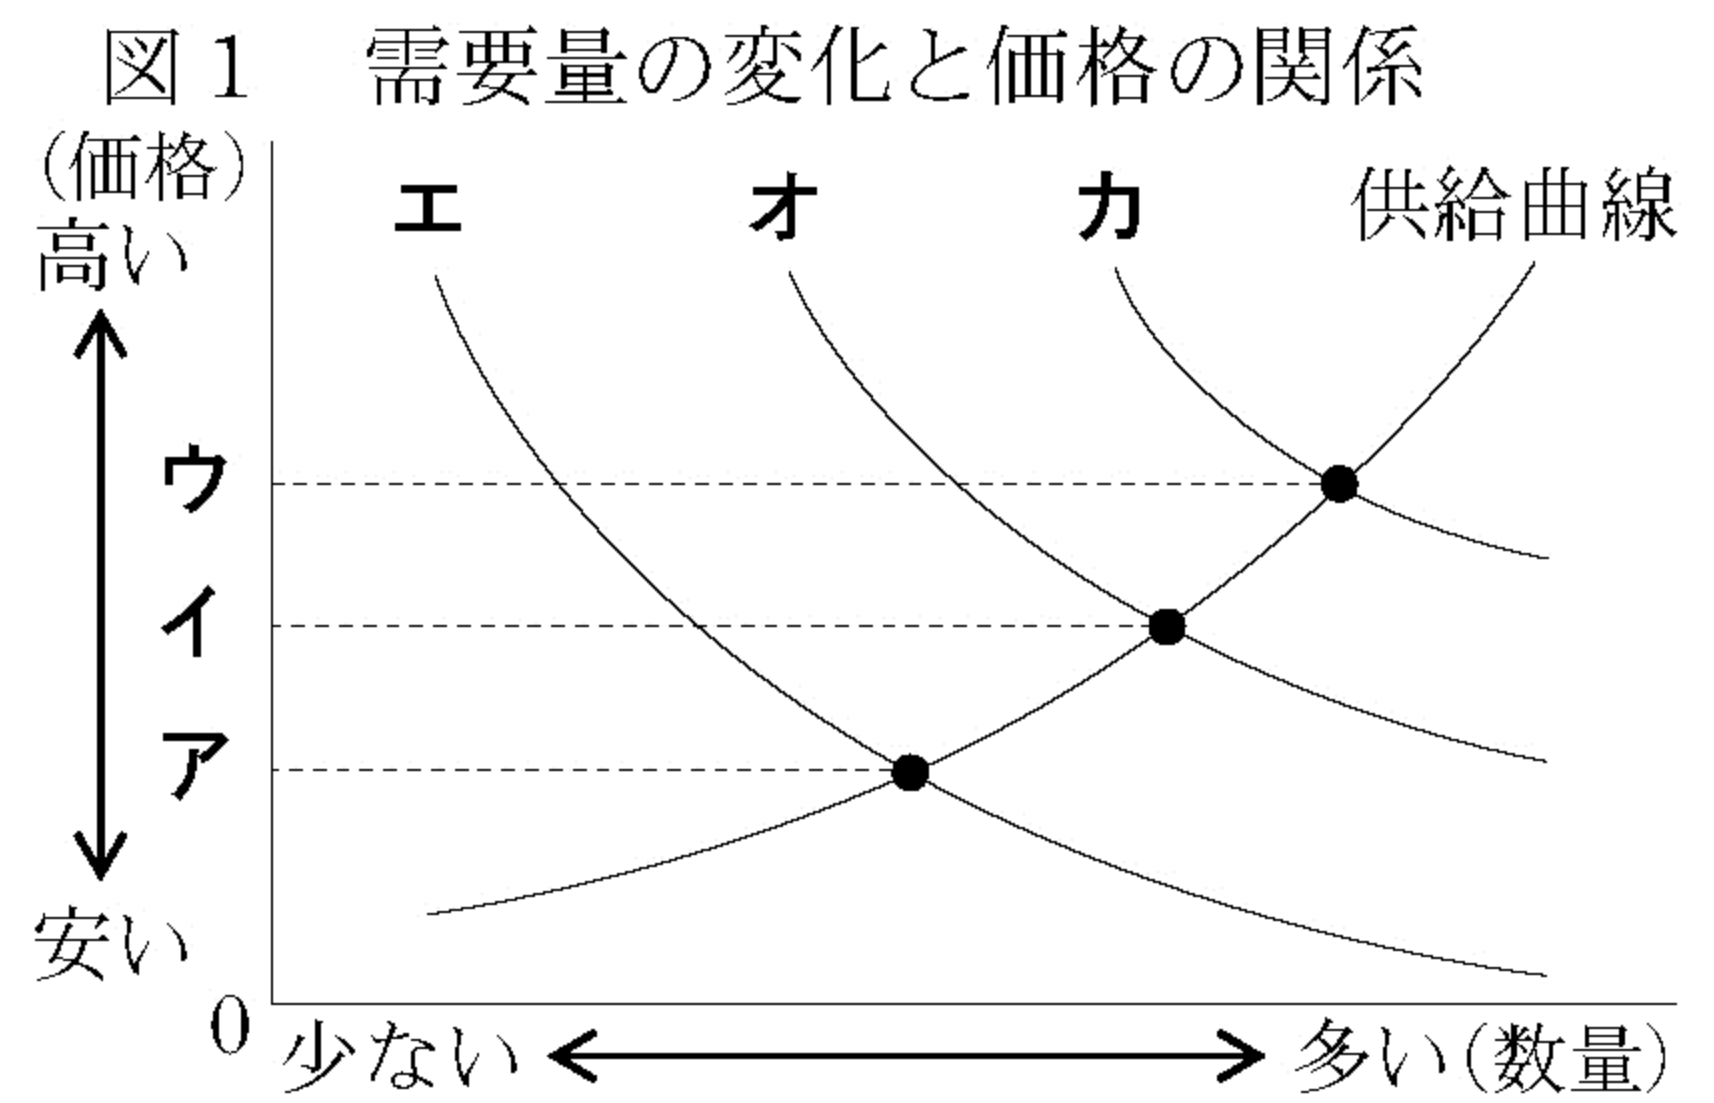 図1　需要量の変化と価格の関係
(価格)
高い
エ　オ　カ　供給曲線
ウ
イ
ア
安い
0
少ない　多い(数量)